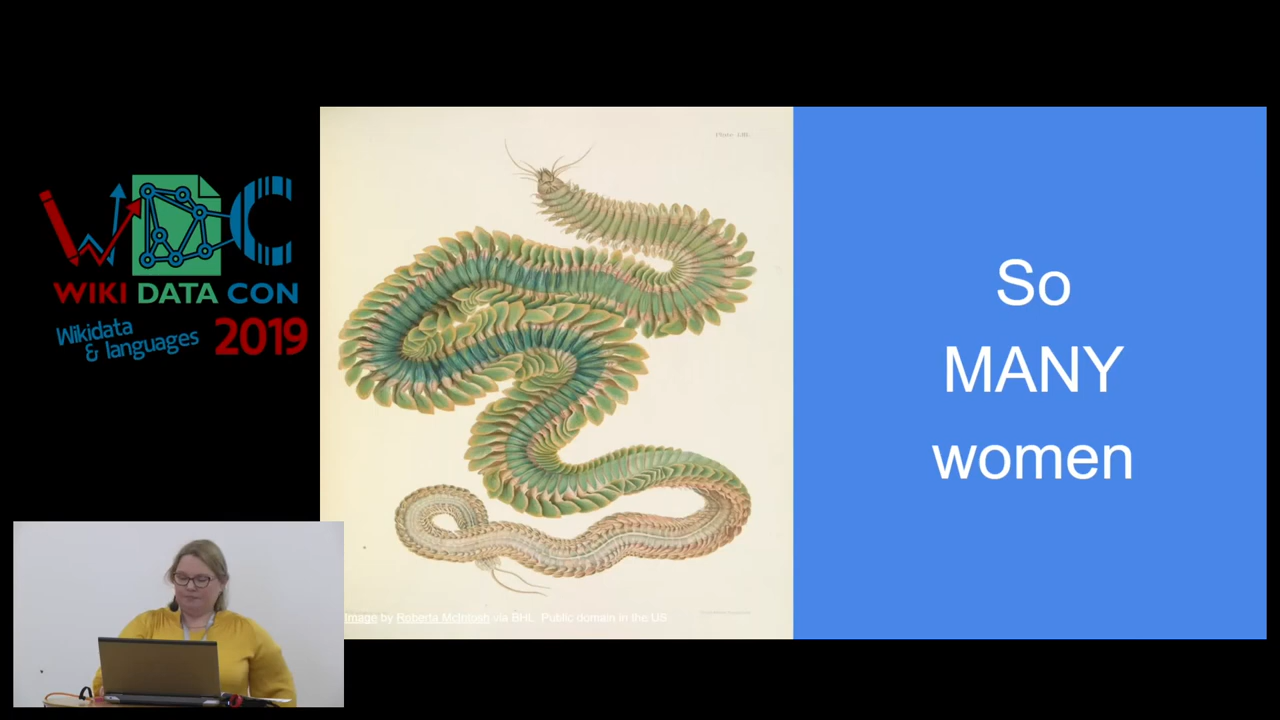 WDC
WIKI DATA CON
Wikidata
& languages
2019
So
MANY
women
Image by Roberta McIntosh via BHL Public domain in the US